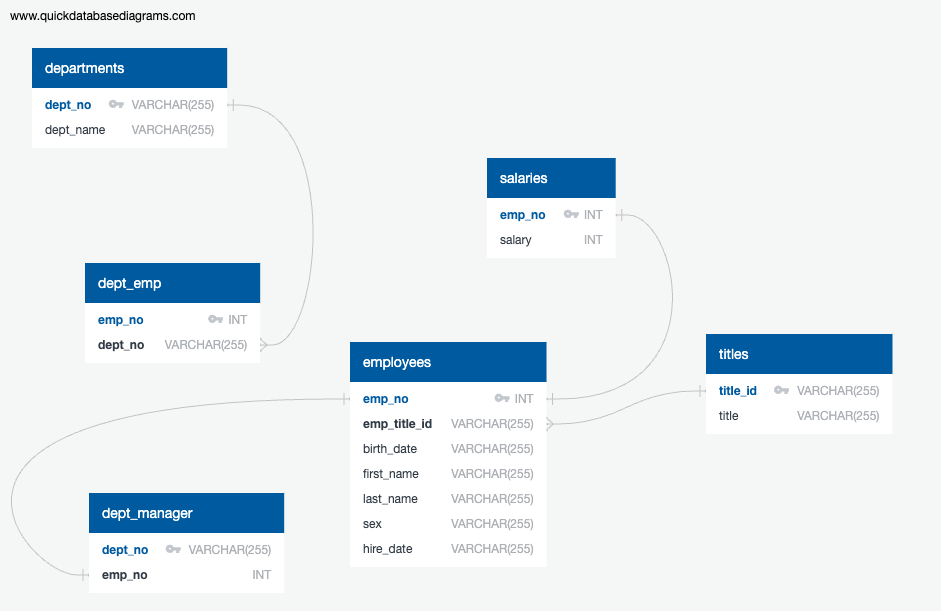 www.quickdatabasediagrams.com
departments
dept_no VARCHAR(255)
dept_name VARCHAR(255)
salaries
emp_no INT
salary INT
dept_emp
emp_no INT
dept_no VARCHAR(255)
employees
emp_no INT
emp_title_id VARCHAR(255)
birth_date VARCHAR(255)
first_name VARCHAR(255)
last_name VARCHAR(255)
sex VARCHAR(255)
hire_date VARCHAR(255)
titles
title_id VARCHAR(255)
title VARCHAR(255)
dept_manager
dept_no VARCHAR(255)
emp_no INT